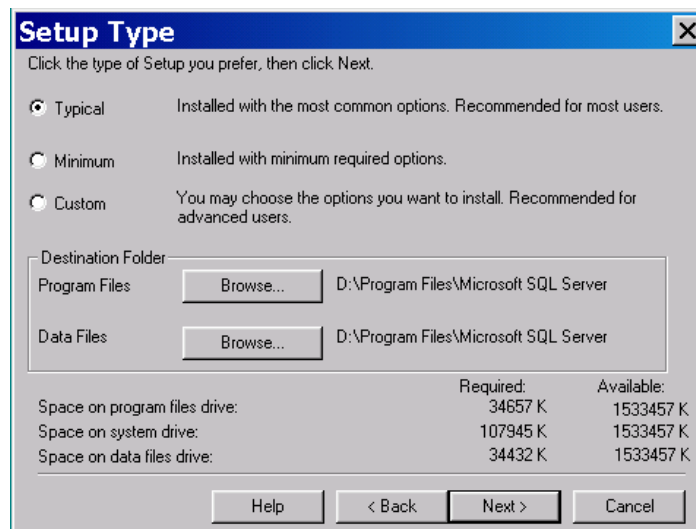 Setup Type
Click the type of Setup you prefer, then click Next.
Typical Installed with the most common options. Recommended for most users.
Minimum Installed with minimum required options.
Custom You may choose the options you want to install. Recommended for
advanced users.
Destination Folder
Program Files Browse... D:\Program Files\Microsoft SQL Server
Data Files Browse... D:\Program Files\Microsoft SQL Server
Required: Available:
Space on program files drive: 34657 K 1533457 K
Space on system drive: 107945 K 1533457 K
Space on data files drive: 34432 K 1533457 K
Help < Back Next > Cancel